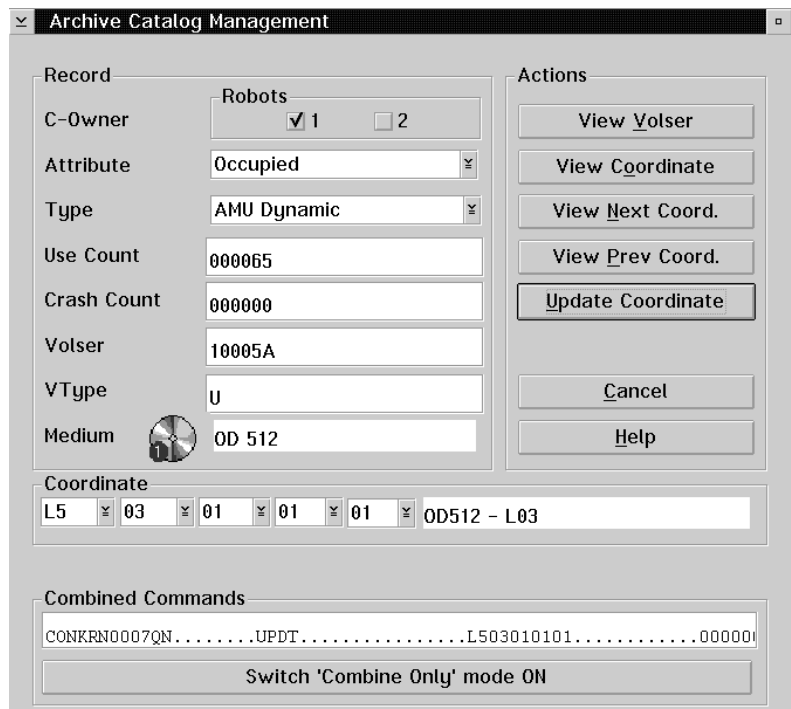 Archive Catalog Management
Record
Robots
C-Owner
1
2
Attribute
Occupied
Type
AMU Dynamic
Use Count
000065
Crash Count
000000
Volser
10005A
VType
U
Medium
1
OD 512
Actions
View Volser
View Coordinate
View Next Coord.
View Prev Coord.
Update Coordinate
Cancel
Help
Coordinate
L5 03 01 01 01 OD512 - L03
Combined Commands
CONKRN0007QN........UPDT................L503010101............00000
Switch 'Combine Only' mode ON